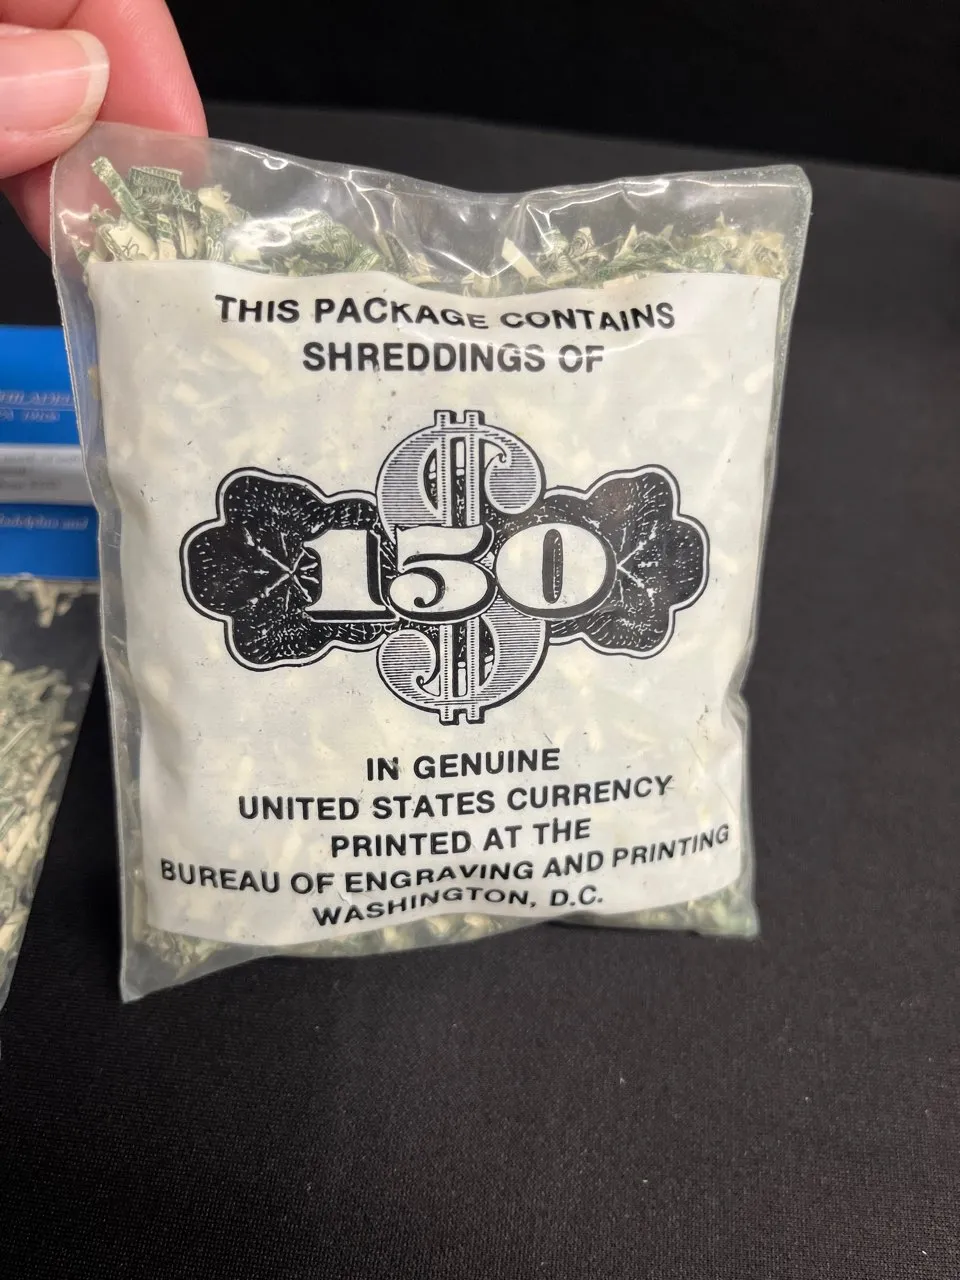 THIS PACKAGE CONTAINS
SHREDDINGS OF
$150
IN GENUINE
UNITED STATES CURRENCY
PRINTED AT THE
BUREAU OF ENGRAVING AND PRINTING
WASHINGTON, D.C.